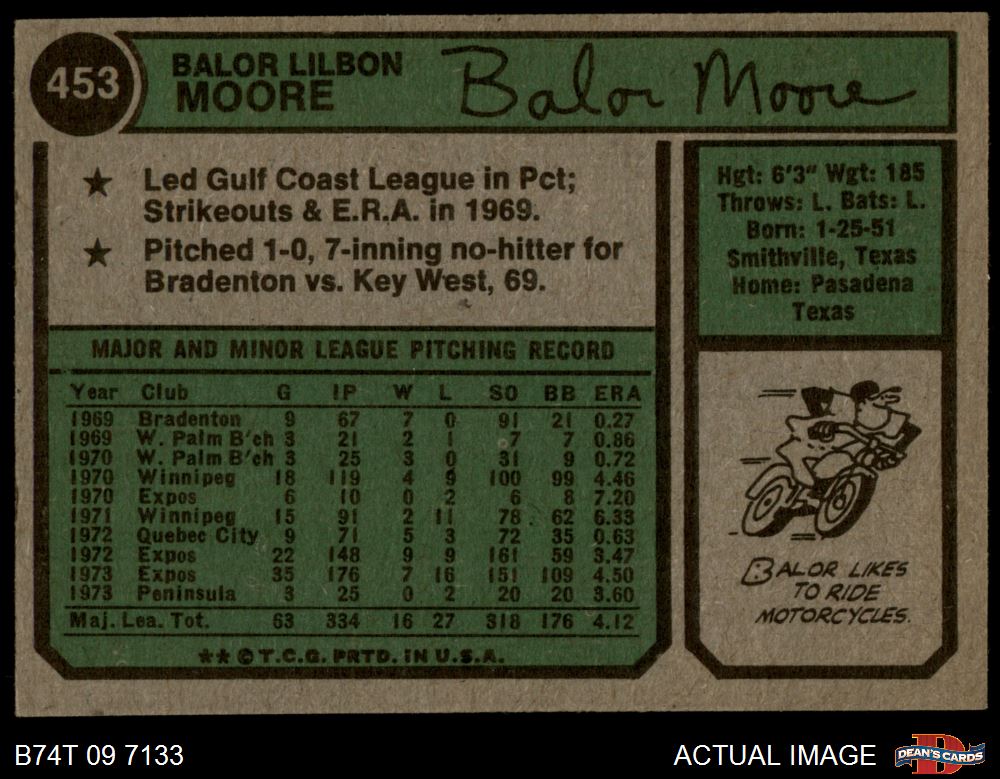 453
BALOR LILBON
MOORE
Balor Moore
★ Led Gulf Coast League in Pct;
Strikeouts & E.R.A. in 1969.
★ Pitched 1-0, 7-inning no-hitter for
Bradenton vs. Key West, 69.
Hgt: 6'3" Wgt: 185
Throws: L. Bats: L.
Born: 1-25-51
Smithville, Texas
Home: Pasadena
Texas
MAJOR AND MINOR LEAGUE PITCHING RECORD
Year Club G IP W L SO BB ERA
1969 Bradenton 9 67 7 0 91 21 0.27
1969 W. Palm B'ch 3 21 2 1 7 7 0.86
1970 W. Palm B'ch 3 25 3 0 31 9 0.72
1970 Winnipeg 18 119 4 9 100 99 4.46
1970 Expos 6 10 0 2 6 8 7.20
1971 Winnipeg 15 91 2 11 78 62 6.33
1972 Quebec City 9 71 5 3 72 35 0.63
1972 Expos 22 148 9 9 161 59 3.47
1973 Expos 35 176 7 16 151 109 4.50
1973 Peninsula 3 25 0 2 20 20 3.60
Maj. Lea. Tot. 63 334 16 27 318 176 4.12
★★ © T.C.G. PRTD. IN U.S.A.
BALOR LIKES
TO RIDE
MOTORCYCLES.
B74T 09 7133
ACTUAL IMAGE
DEAN'S CARDS